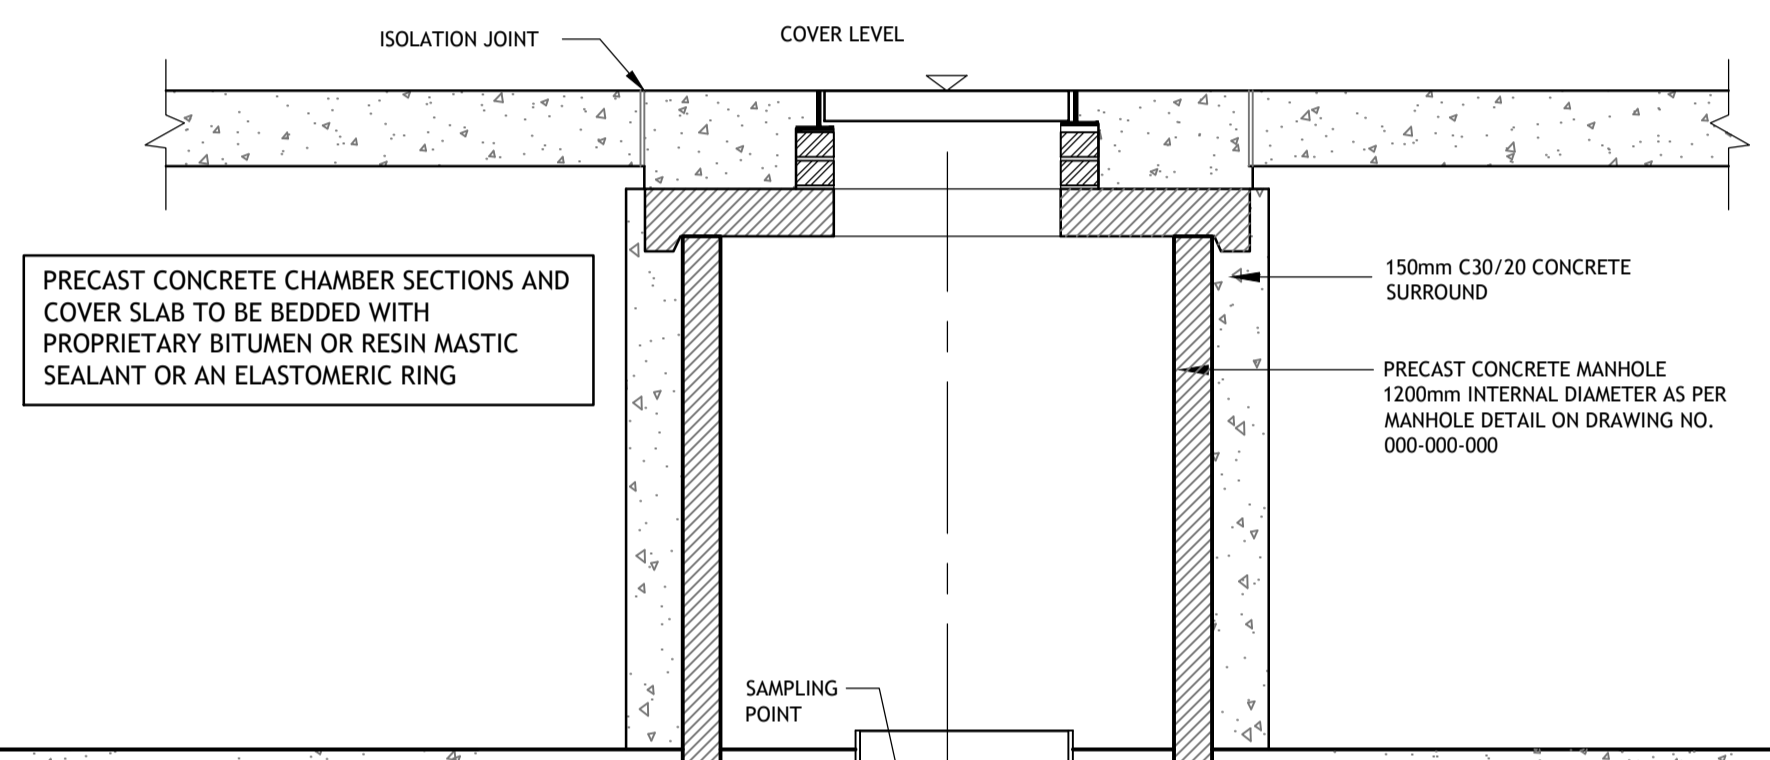 ISOLATION JOINT
COVER LEVEL
PRECAST CONCRETE CHAMBER SECTIONS AND
COVER SLAB TO BE BEDDED WITH
PROPRIETARY BITUMEN OR RESIN MASTIC
SEALANT OR AN ELASTOMERIC RING
150mm C30/20 CONCRETE
SURROUND
PRECAST CONCRETE MANHOLE
1200mm INTERNAL DIAMETER AS PER
MANHOLE DETAIL ON DRAWING NO.
000-000-000
SAMPLING
POINT